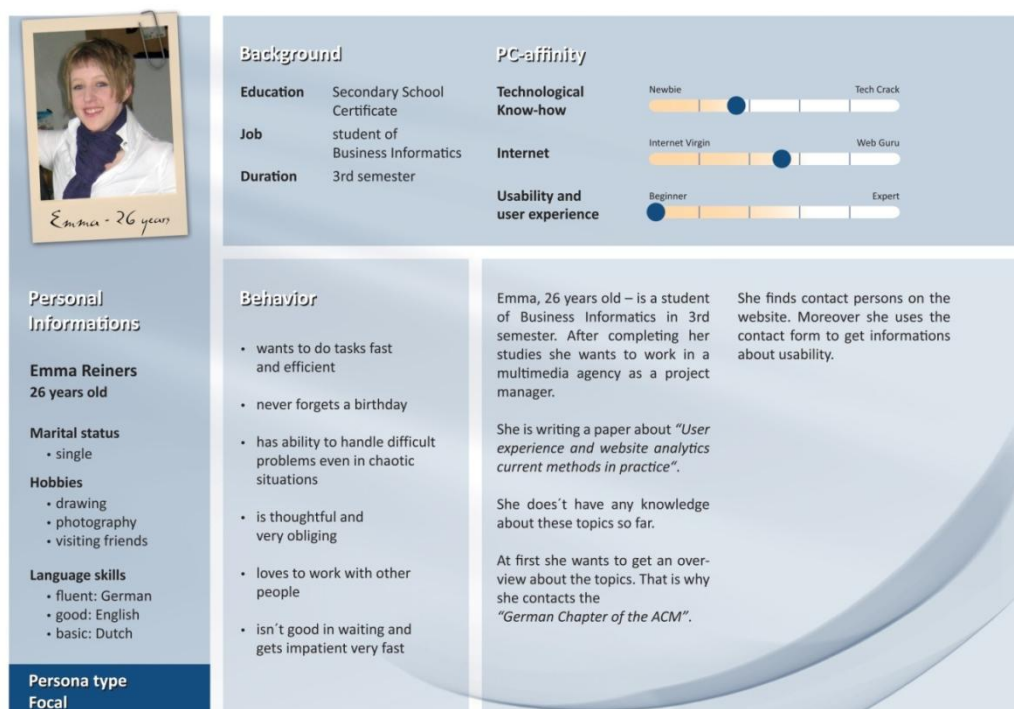 Emma - 26 years
Background
Education
Secondary School
Certificate
Job
student of
Business Informatics
Duration
3rd semester
PC-affinity
Technological
Know-how
Newbie
Tech Crack
Internet
Internet Virgin
Web Guru
Usability and
user experience
Beginner
Expert
Personal
Informations
Emma Reiners
26 years old
Marital status
• single
Hobbies
• drawing
• photography
• visiting friends
Language skills
• fluent: German
• good: English
• basic: Dutch
Persona type
Focal
Behavior
• wants to do tasks fast
and efficient
• never forgets a birthday
• has ability to handle difficult
problems even in chaotic
situations
• is thoughtful and
very obliging
• loves to work with other
people
• isn´t good in waiting and
gets impatient very fast
Emma, 26 years old – is a student
of Business Informatics in 3rd
semester. After completing her
studies she wants to work in a
multimedia agency as a project
manager.
She is writing a paper about “User
experience and website analytics
current methods in practice“.
She does´t have any knowledge
about these topics so far.
At first she wants to get an over-
view about the topics. That is why
she contacts the
“German Chapter of the ACM“.
She finds contact persons on the
website. Moreover she uses the
contact form to get informations
about usability.